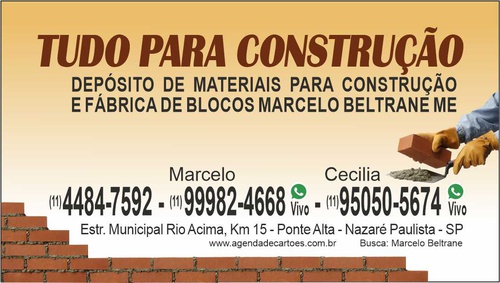 TUDO PARA CONSTRUÇÃO
DEPÓSITO DE MATERIAIS PARA CONSTRUÇÃO
E FÁBRICA DE BLOCOS MARCELO BELTRANE ME
Marcelo Cecilia
(11) 4484-7592 - (11) 99982-4668 Vivo - (11) 95050-5674 Vivo
Estr. Municipal Rio Acima, Km 15 - Ponte Alta - Nazaré Paulista - SP
www.agendadecartoes.com.br Busca: Marcelo Beltrane